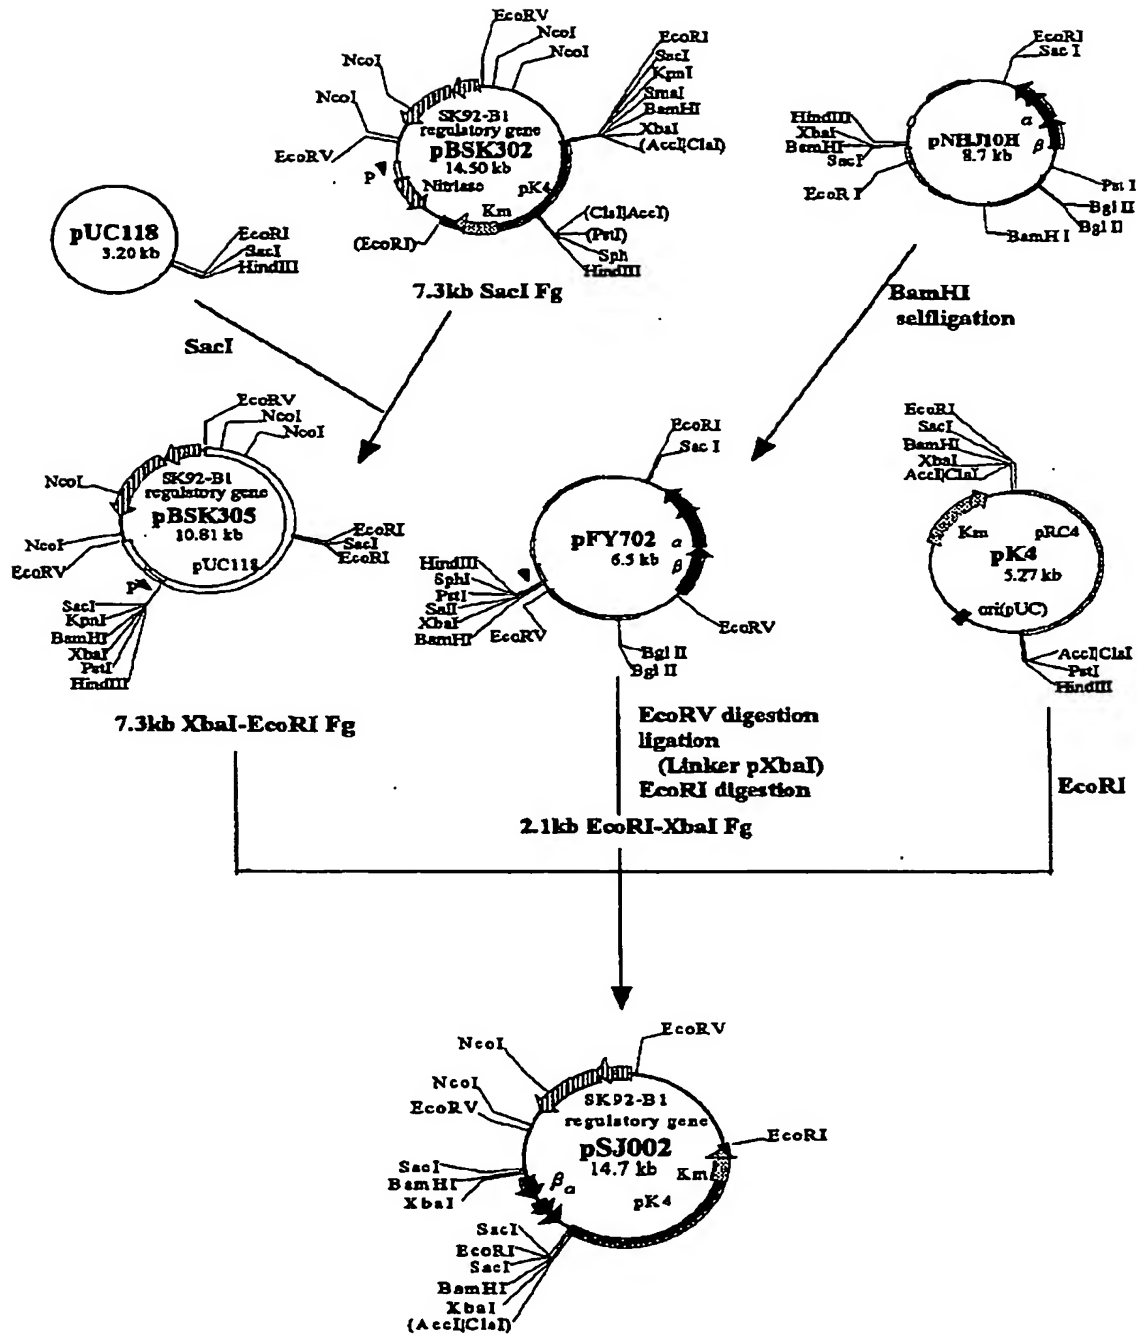 EcoRV
NcoI
NcoI
NcoI
NcoI
EcoRV
SK92-B1
regulatory gene
pBSK302
14.50 kb
P
Nitrilase
pK4
Km
(EcoRI)
EcoRI
SacI
KpnI
SmaI
BamHI
XbaI
(AccI|ClaI)
(ClaI|AccI)
(PstI)
Sph
HindIII
7.3kb SacI Fg
EcoRI
Sac I
HindIII
XbaI
BamHI
SacI
EcoR I
pNHJ10H
8.7 kb
α
β
Pst I
Bgl II
Bgl II
BamH I
pUC118
3.20 kb
EcoRI
SacI
HindIII
SacI
BamHI
selfligation
EcoRV
NcoI
NcoI
NcoI
NcoI
EcoRV
SK92-B1
regulatory gene
pBSK305
10.81 kb
pUC118
P
EcoRI
SacI
EcoRI
SacI
KpnI
BamHI
XbaI
PstI
HindIII
7.3kb XbaI-EcoRI Fg
EcoRI
Sac I
pFY702
6.5 kb
α
β
HindIII
SphI
PstI
SalI
XbaI
BamHI
EcoRV
EcoRV
Bgl II
Bgl II
EcoRI
SacI
BamHI
XbaI
AccI|ClaI
Km
pRC4
pK4
5.27 kb
ori(pUC)
AccI|ClaI
PstI
HindIII
EcoRV digestion
ligation
(Linker pXbaI)
EcoRI digestion
EcoRI
2.1kb EcoRI-XbaI Fg
EcoRV
NcoI
NcoI
EcoRV
SK92-B1
regulatory gene
pSJ002
14.7 kb
Km
pK4
β
α
EcoRI
SacI
BamHI
XbaI
SacI
EcoRI
SacI
BamHI
XbaI
(AccI|ClaI)